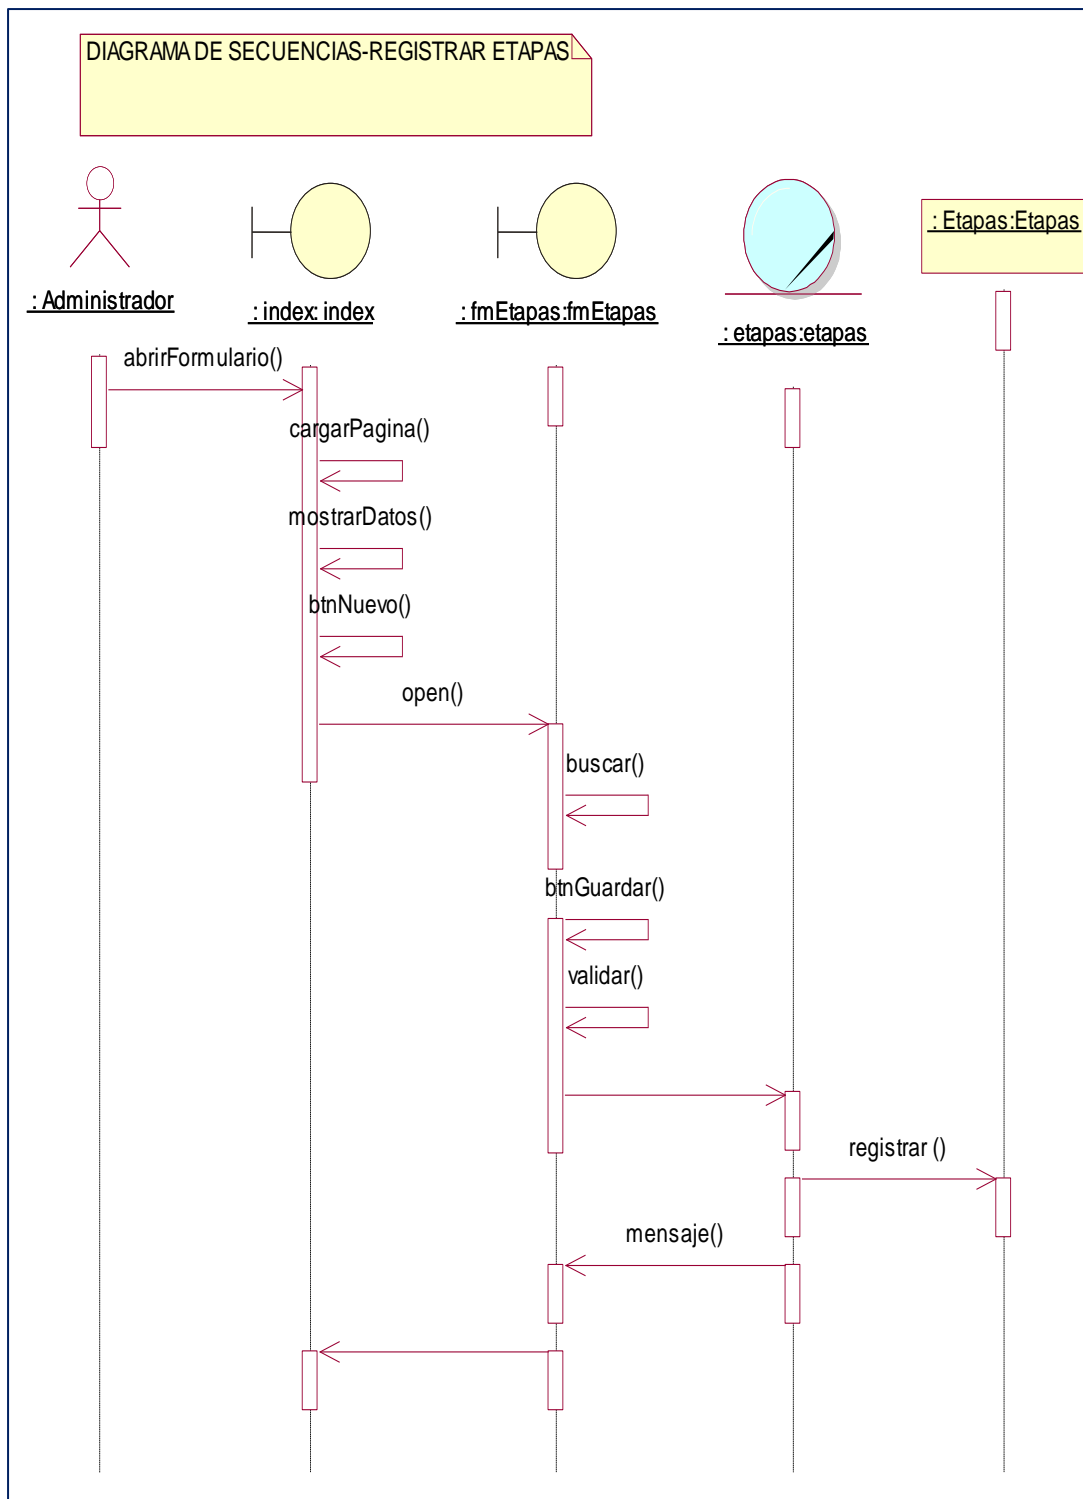 DIAGRAMA DE SECUENCIAS-REGISTRAR ETAPAS
: Administrador
: index: index
: fmEtapas:fmEtapas
: etapas:etapas
: Etapas:Etapas
abrirFormulario()
cargarPagina()
mostrarDatos()
btnNuevo()
open()
buscar()
btnGuardar()
validar()
registrar ()
mensaje()